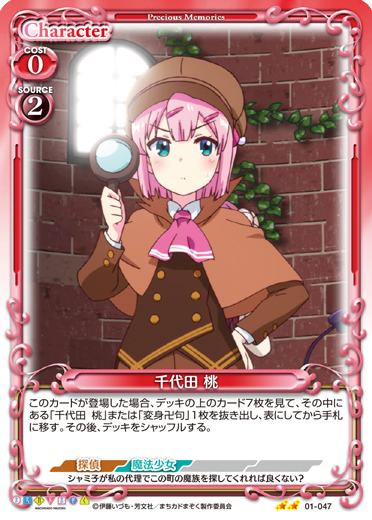 Precious Memories
Character
COST
0
SOURCE
2
千代田 桃
このカードが登場した場合、デッキの上のカード7枚を見て、その中に
ある「千代田 桃」または「変身元句」1枚を抜き出し、表にしてから手札
に移す。その後、デッキをシャッフルする。
探偵 魔法少女
シャミ子が私の代理でこの町の魔族を探してくれれば良くない?
©伊藤いづも・芳文社/まちカドまぞく製作委員会
01-047